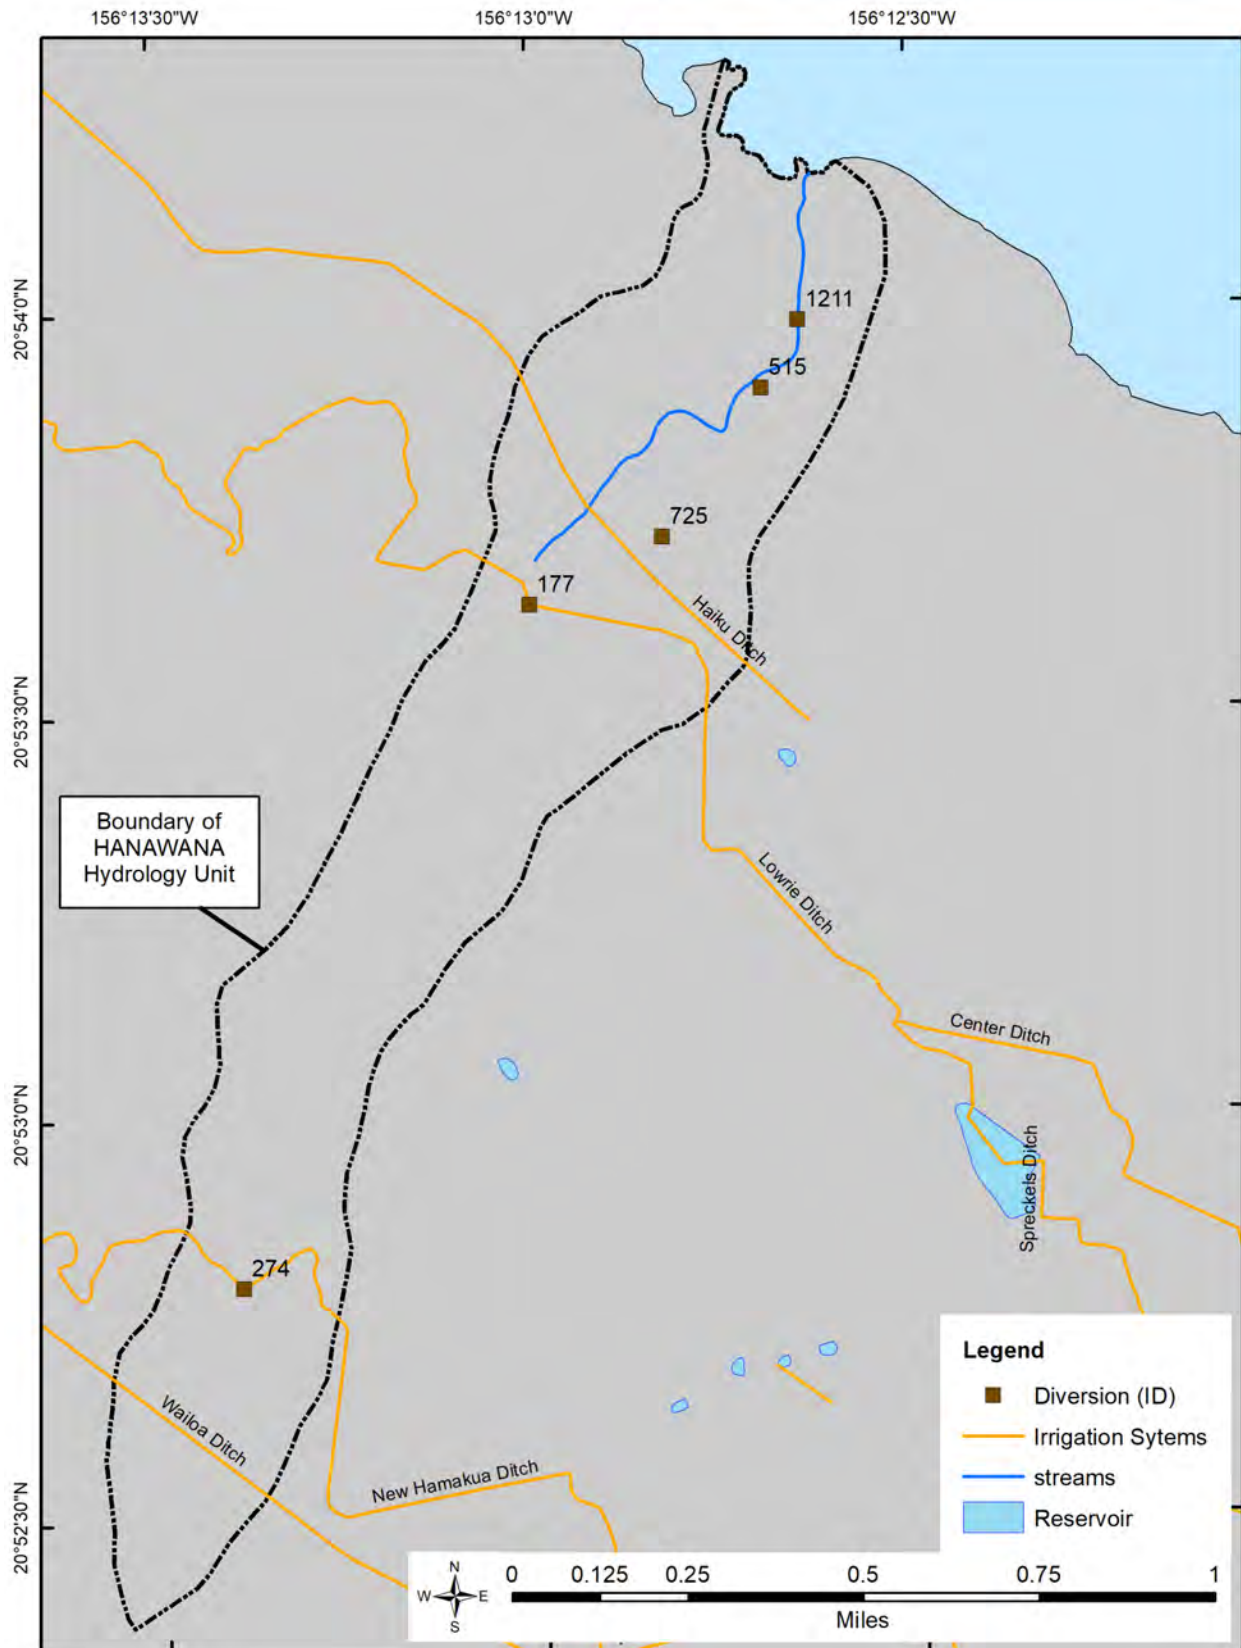 156°13'30"W
156°13'0"W
156°12'30"W
20°54'0"N
20°53'30"N
20°53'0"N
20°52'30"N
1211
515
725
177
Haiku Ditch
Boundary of
HANAWANA
Hydrology Unit
Lowrie Ditch
Center Ditch
Spreckels Ditch
274
Wailoa Ditch
New Hamakua Ditch
Legend
Diversion (ID)
Irrigation Sytems
streams
Reservoir
N
W E
S
0 0.125 0.25 0.5 0.75 1
Miles